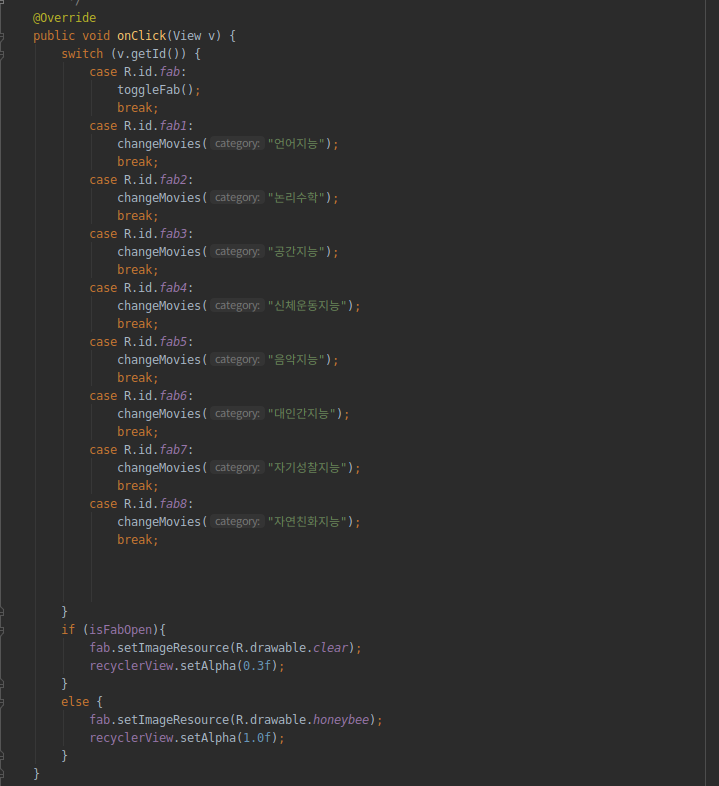 */
@Override
public void onClick(View v) {
switch (v.getId()) {
case R.id.fab:
toggleFab();
break;
case R.id.fab1:
changeMovies( category: "언어지능");
break;
case R.id.fab2:
changeMovies( category: "논리수학");
break;
case R.id.fab3:
changeMovies( category: "공간지능");
break;
case R.id.fab4:
changeMovies( category: "신체운동지능");
break;
case R.id.fab5:
changeMovies( category: "음악지능");
break;
case R.id.fab6:
changeMovies( category: "대인간지능");
break;
case R.id.fab7:
changeMovies( category: "자기성찰지능");
break;
case R.id.fab8:
changeMovies( category: "자연친화지능");
break;
}
if (isFabOpen){
fab.setImageResource(R.drawable.clear);
recyclerView.setAlpha(0.3f);
}
else {
fab.setImageResource(R.drawable.honeybee);
recyclerView.setAlpha(1.0f);
}
}